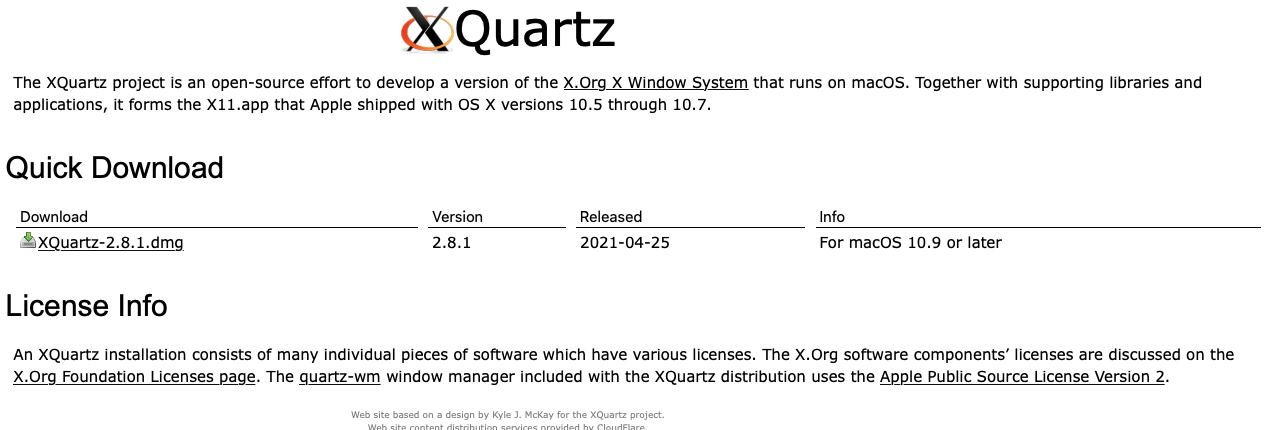 XQuartz
The XQuartz project is an open-source effort to develop a version of the X.Org X Window System that runs on macOS. Together with supporting libraries and
applications, it forms the X11.app that Apple shipped with OS X versions 10.5 through 10.7.
Quick Download
Download Version Released Info
XQuartz-2.8.1.dmg 2.8.1 2021-04-25 For macOS 10.9 or later
License Info
An XQuartz installation consists of many individual pieces of software which have various licenses. The X.Org software components’ licenses are discussed on the
X.Org Foundation Licenses page. The quartz-wm window manager included with the XQuartz distribution uses the Apple Public Source License Version 2.
Web site based on a design by Kyle J. McKay for the XQuartz project.
Web site content distribution services provided by CloudFlare.